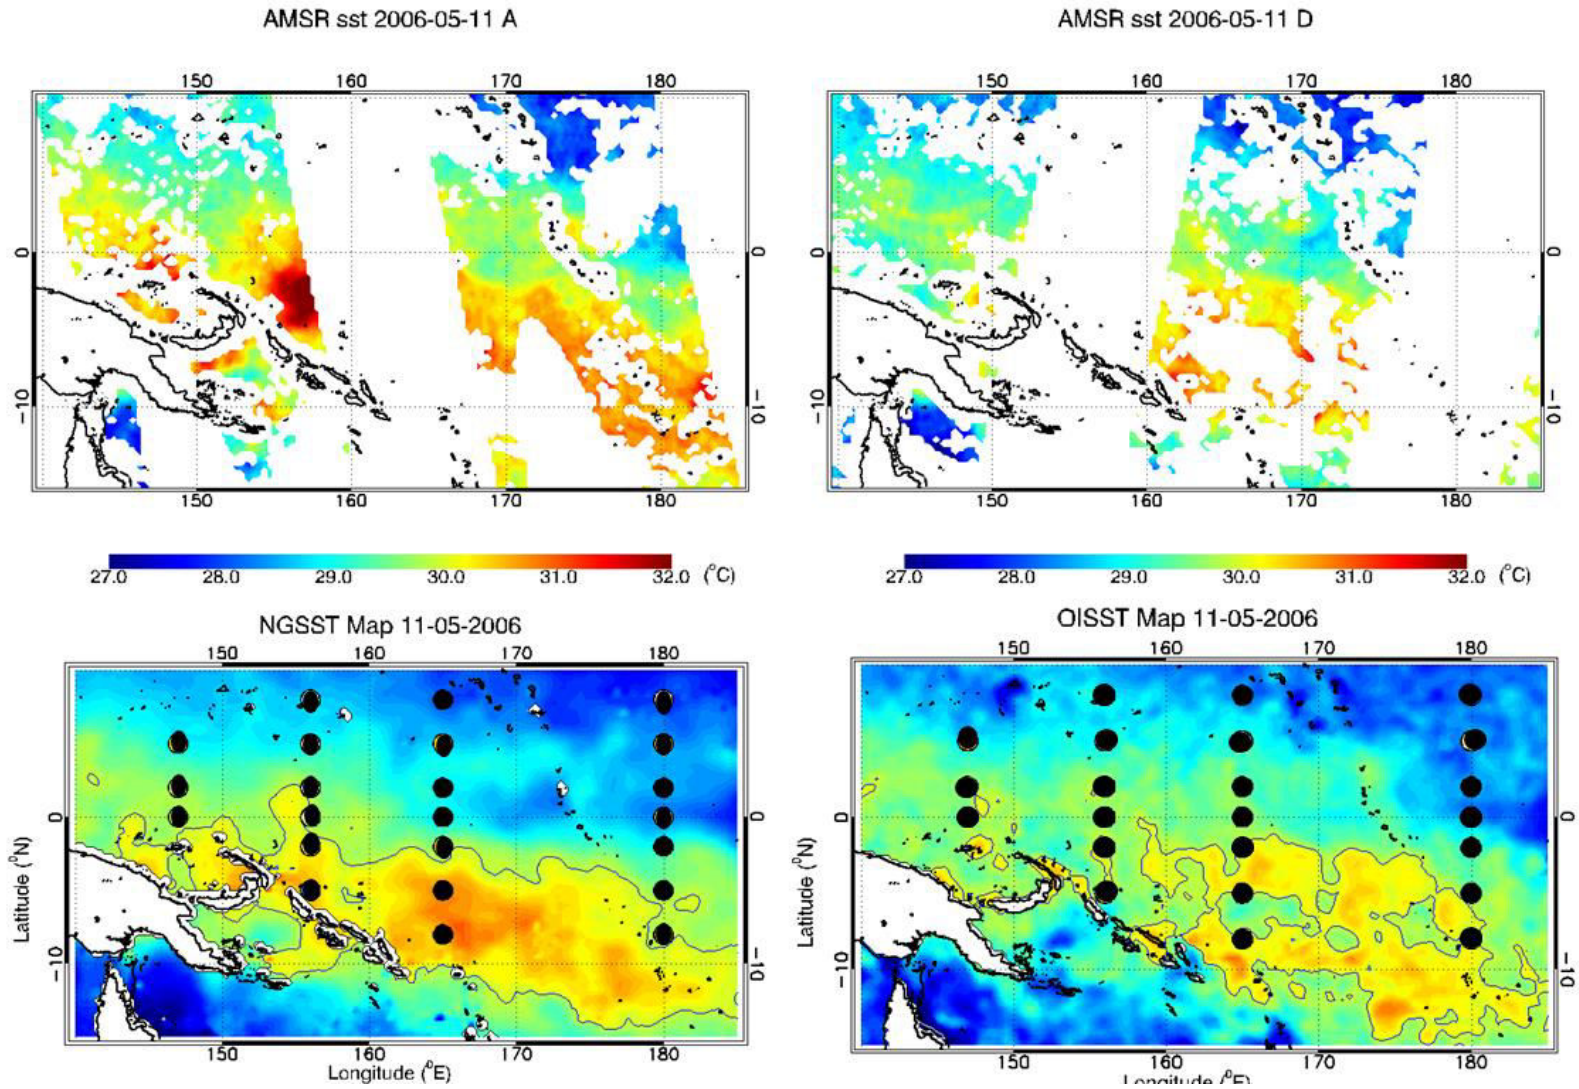 AMSR sst 2006-05-11 A
150 160 170 180
0 0
-10 -10
150 160 170 180
27.0 28.0 29.0 30.0 31.0 32.0 (°C)
AMSR sst 2006-05-11 D
150 160 170 180
0 0
-10 -10
150 160 170 180
27.0 28.0 29.0 30.0 31.0 32.0 (°C)
NGSST Map 11-05-2006
150 160 170 180
0 0
-10 -10
Latitude (°N)
150 160 170 180
Longitude (°E)
OISST Map 11-05-2006
150 160 170 180
0 0
-10 -10
Latitude (°N)
150 160 170 180
Longitude (°E)